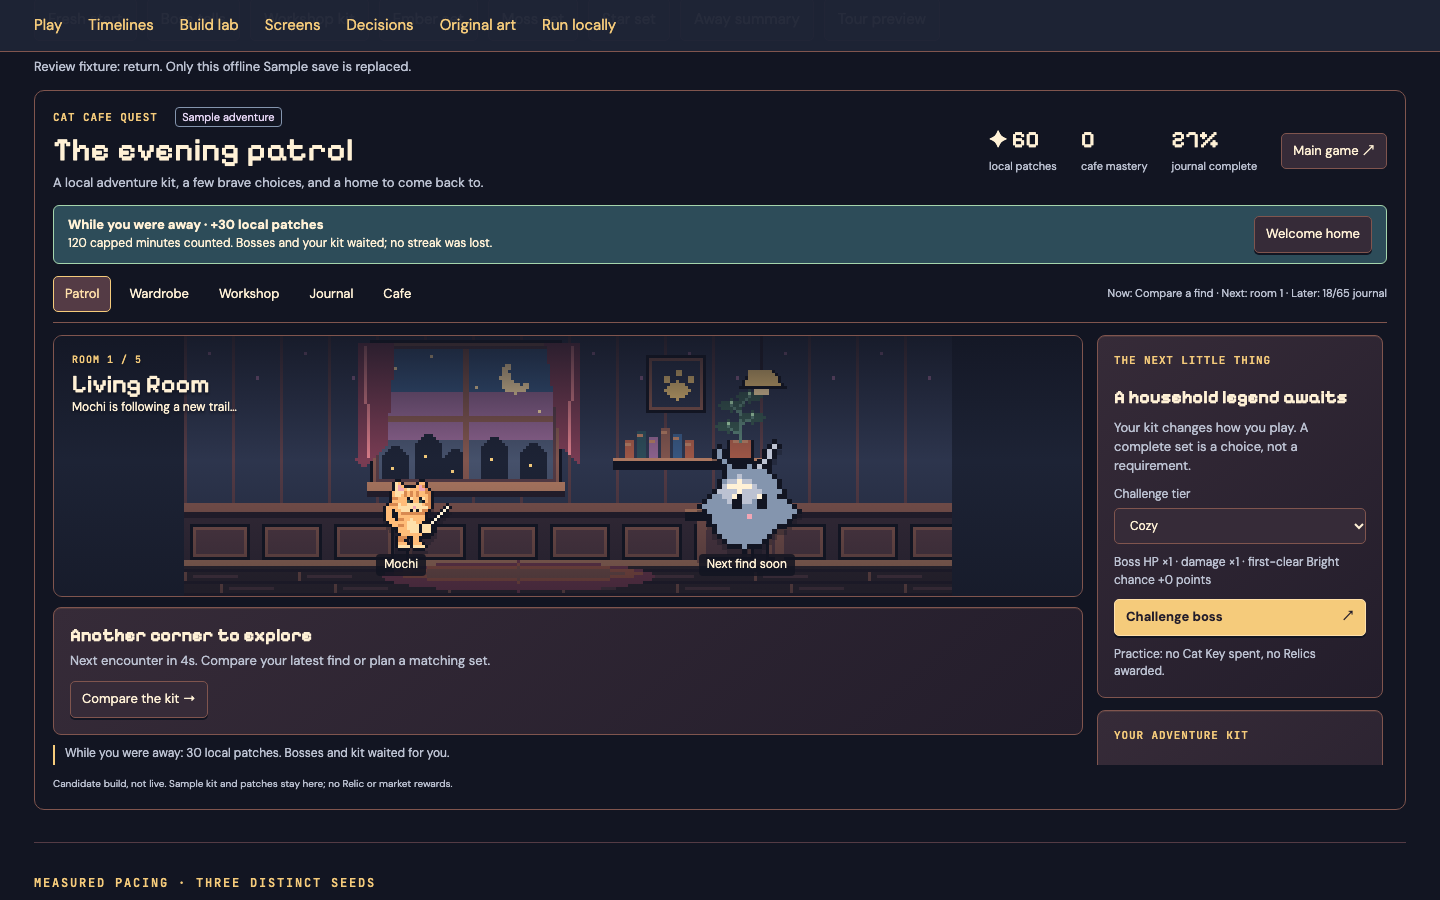 Play Timelines Build lab Screens Decisions Original art Run locally
Away summary Tour preview
Review fixture: return. Only this offline Sample save is replaced.
CAT CAFE QUEST Sample adventure
The evening patrol
A local adventure kit, a few brave choices, and a home to come back to.
✦ 60
local patches
0
cafe mastery
27%
journal complete
Main game ↗
While you were away · +30 local patches
120 capped minutes counted. Bosses and your kit waited; no streak was lost.
Welcome home
Patrol Wardrobe Workshop Journal Cafe
Now: Compare a find · Next: room 1 · Later: 18/65 journal
ROOM 1 / 5
Living Room
Mochi is following a new trail...
Mochi
Next find soon
Another corner to explore
Next encounter in 4s. Compare your latest find or plan a matching set.
Compare the kit →
While you were away: 30 local patches. Bosses and kit waited for you.
THE NEXT LITTLE THING
A household legend awaits
Your kit changes how you play. A
complete set is a choice, not a
requirement.
Challenge tier
Cozy
Boss HP ×1 · damage ×1 · first-clear Bright
chance +0 points
Challenge boss ↗
Practice: no Cat Key spent, no Relics
awarded.
YOUR ADVENTURE KIT
Candidate build, not live. Sample kit and patches stay here; no Relic or market rewards.
MEASURED PACING · THREE DISTINCT SEEDS